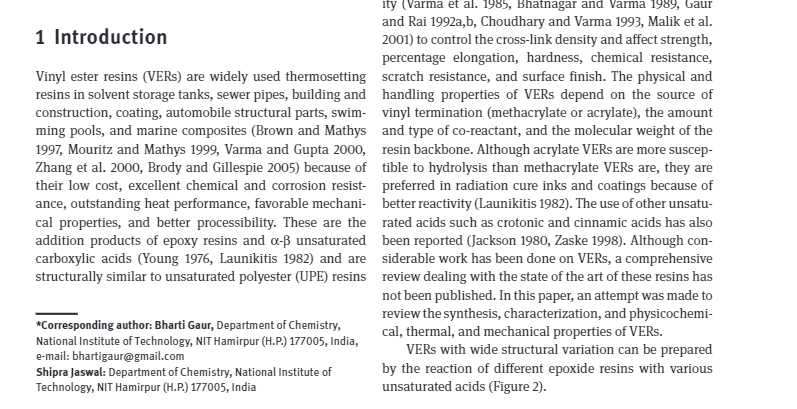 1 Introduction
Vinyl ester resins (VERs) are widely used thermosetting
resins in solvent storage tanks, sewer pipes, building and
construction, coating, automobile structural parts, swim-
ming pools, and marine composites (Brown and Mathys
1997, Mouritz and Mathys 1999, Varma and Gupta 2000,
Zhang et al. 2000, Brody and Gillespie 2005) because of
their low cost, excellent chemical and corrosion resist-
ance, outstanding heat performance, favorable mechani-
cal properties, and better processibility. These are the
addition products of epoxy resins and α-β unsaturated
carboxylic acids (Young 1976, Launikitis 1982) and are
structurally similar to unsaturated polyester (UPE) resins
*Corresponding author: Bharti Gaur, Department of Chemistry,
National Institute of Technology, NIT Hamirpur (H.P.) 177005, India,
e-mail: bhartigaur@gmail.com
Shipra Jaswal: Department of Chemistry, National Institute of
Technology, NIT Hamirpur (H.P.) 177005, India
ity (Varma et al. 1985, Bhatnagar and Varma 1989, Gaur
and Rai 1992a,b, Choudhary and Varma 1993, Malik et al.
2001) to control the cross-link density and affect strength,
percentage elongation, hardness, chemical resistance,
scratch resistance, and surface finish. The physical and
handling properties of VERs depend on the source of
vinyl termination (methacrylate or acrylate), the amount
and type of co-reactant, and the molecular weight of the
resin backbone. Although acrylate VERs are more suscep-
tible to hydrolysis than methacrylate VERs are, they are
preferred in radiation cure inks and coatings because of
better reactivity (Launikitis 1982). The use of other unsatu-
rated acids such as crotonic and cinnamic acids has also
been reported (Jackson 1980, Zaske 1998). Although con-
siderable work has been done on VERs, a comprehensive
review dealing with the state of the art of these resins has
not been published. In this paper, an attempt was made to
review the synthesis, characterization, and physicochemi-
cal, thermal, and mechanical properties of VERs.
VERs with wide structural variation can be prepared
by the reaction of different epoxide resins with various
unsaturated acids (Figure 2).